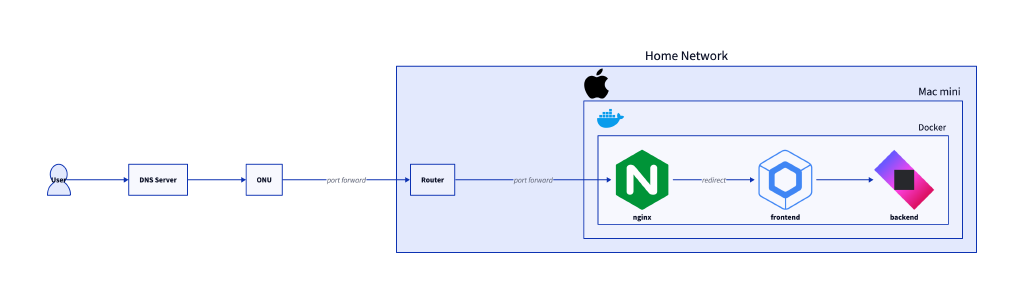 Home Network
Mac mini
Docker
User
DNS Server
ONU
port forward
Router
port forward
redirect
nginx
frontend
backend